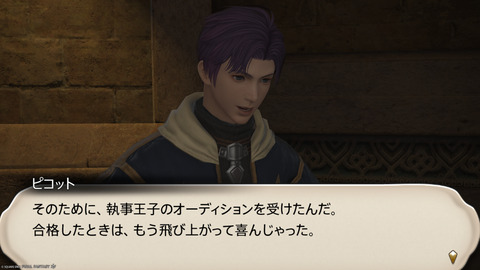 ピコット
そのために、執事王子のオーディションを受けたんだ。
合格したときは、もう飛び上がって喜んじゃった。